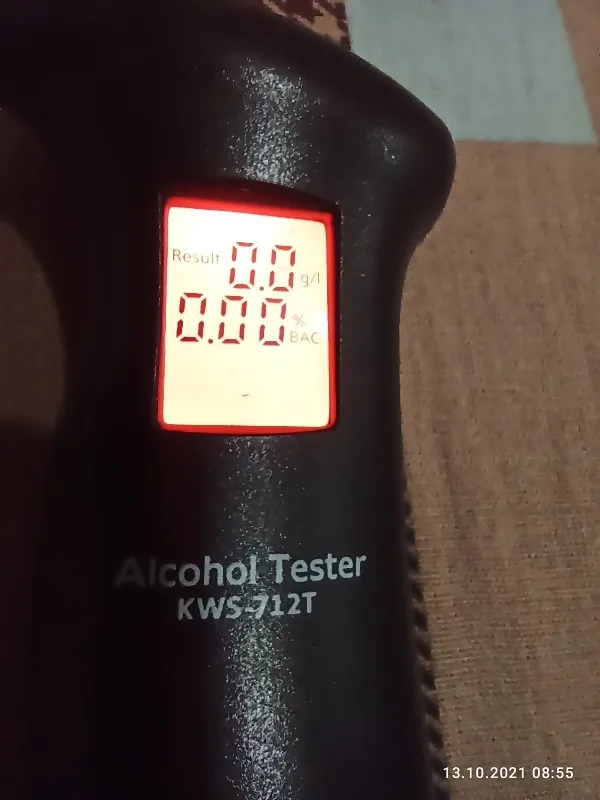 Result 0.0 g/l
0.00 % BAC
Alcohol Tester
KWS-712T
13.10.2021 08:55